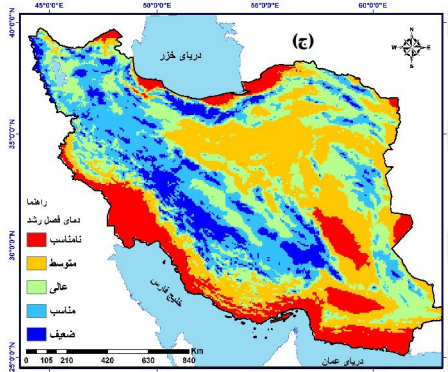 45°0'0"E 50°0'0"E 55°0'0"E 60°0'0"E
40°0'0"N
35°0'0"N
30°0'0"N
25°0'0"N
(ج)
N
W E
S
دریای خزر
راهنما
دمای فصل رشد
نامناسب
متوسط
عالی
مناسب
ضعیف
خلیج فارس
دریای عمان
0 105 210 420 630 840 Km